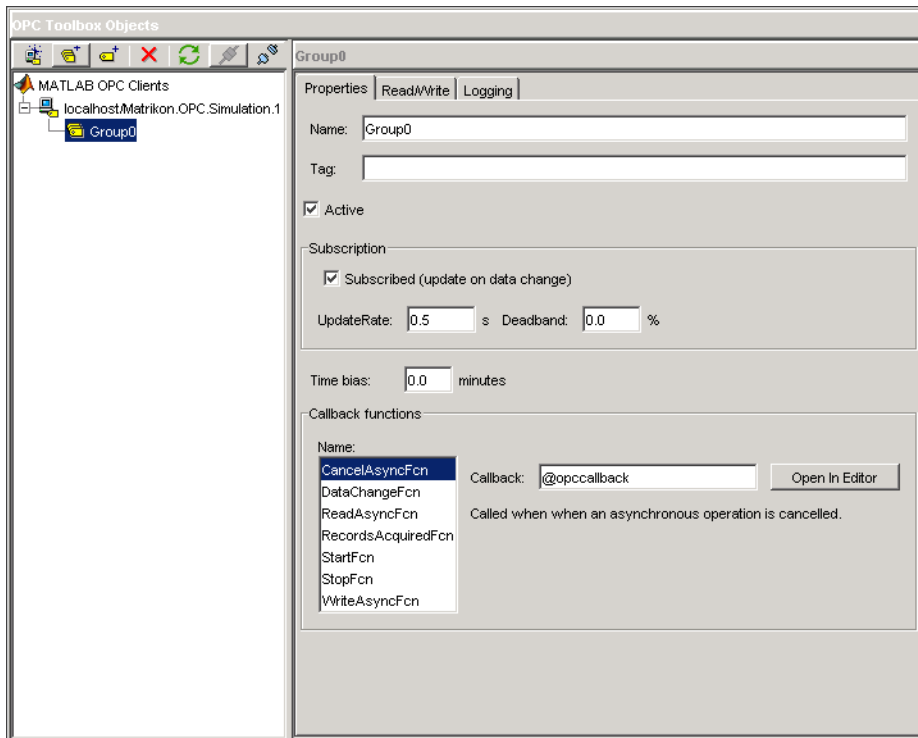 OPC Toolbox Objects
Group0
MATLAB OPC Clients
localhost/Matrikon.OPC.Simulation.1
Group0
Properties Read/Write Logging
Name: Group0
Tag:
Active
Subscription
Subscribed (update on data change)
UpdateRate: 0.5 s Deadband: 0.0 %
Time bias: 0.0 minutes
Callback functions
Name:
CancelAsyncFcn
DataChangeFcn
ReadAsyncFcn
RecordsAcquiredFcn
StartFcn
StopFcn
WriteAsyncFcn
Callback: @opccallback Open In Editor
Called when when an asynchronous operation is cancelled.